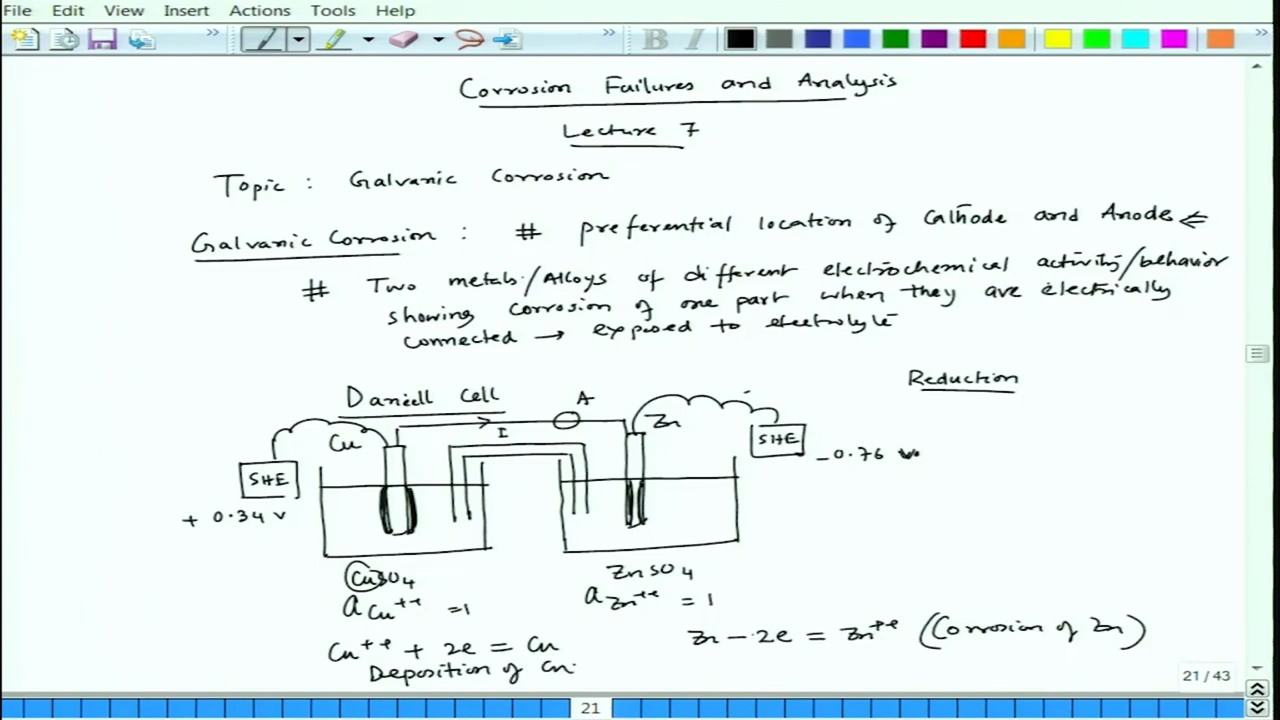 File Edit View Insert Actions Tools Help
Corrosion Failures and Analysis
Lecture 7
Topic : Galvanic Corrosion
Galvanic Corrosion : # preferential location of Cathode and Anodes
# Two metals/Alloys of different electrochemical activity/behavior
showing corrosion of one part when they are electrically
connected → exposed to electrolyte
Reduction
Daniell Cell
A
Cu
I
Zn
SHE
SHE
-0.76 v
+ 0.34 v
CuSO4
ZnSO4
aCu++ =1
aZn++ = 1
Cu++ + 2e = Cu
Zn - 2e = Zn++ (Corrosion of Zn)
Deposition of Cu
21 / 43
21